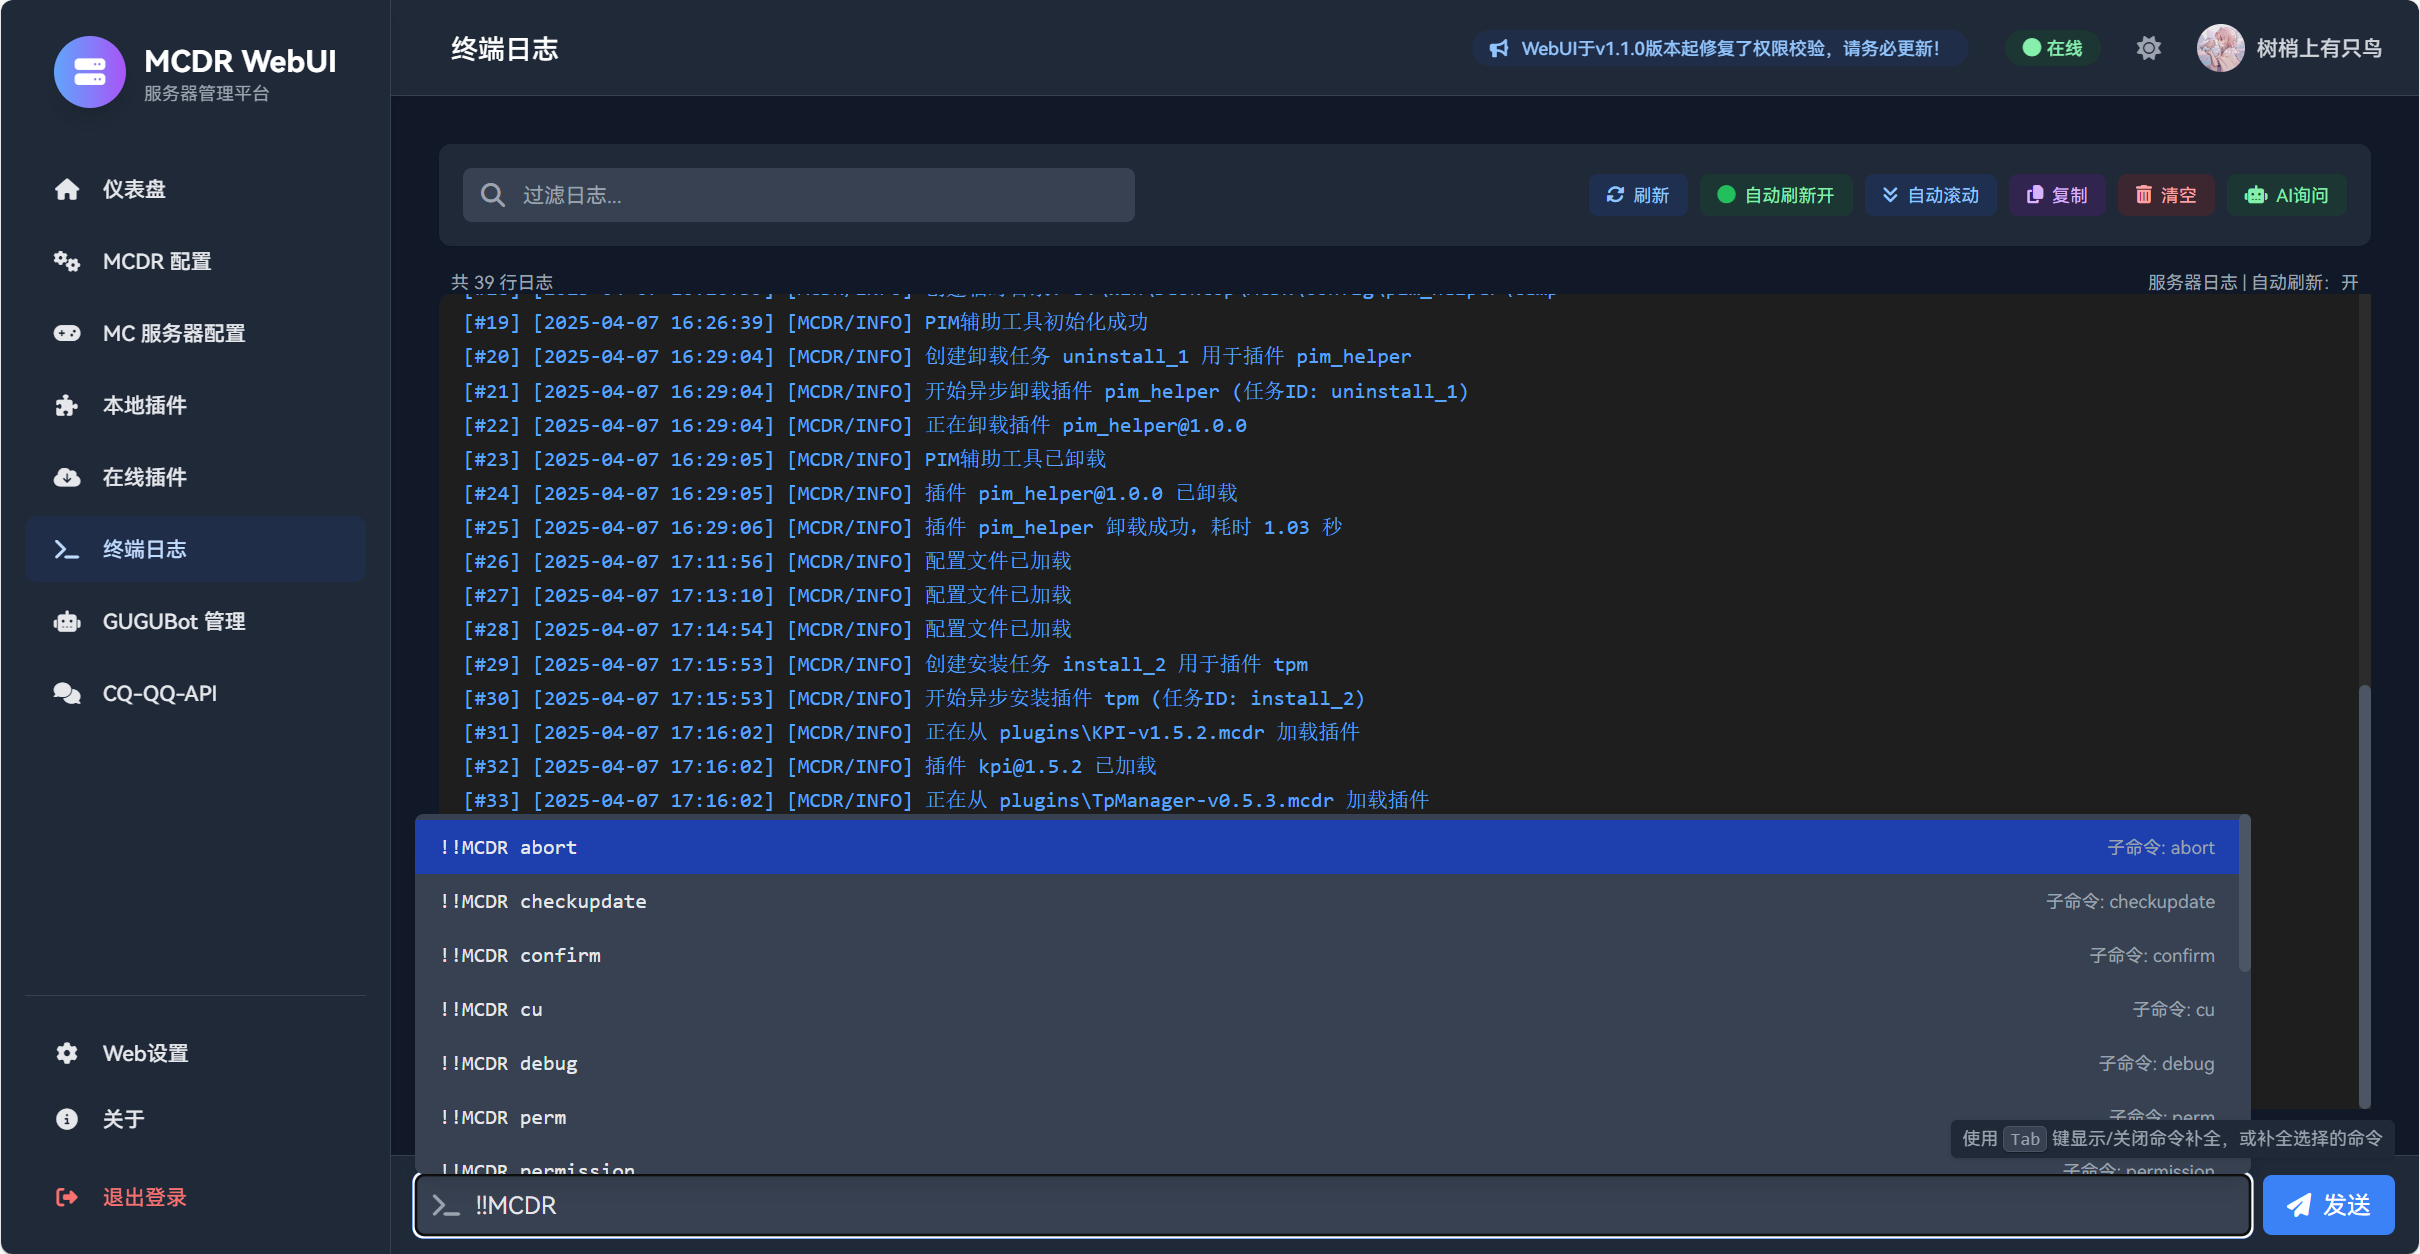 MCDR WebUI
服务器管理平台
仪表盘
MCDR 配置
MC 服务器配置
本地插件
在线插件
终端日志
GUGUBot 管理
CQ-QQ-API
Web设置
关于
退出登录
终端日志
WebUI于v1.1.0版本起修复了权限校验，请务必更新！
在线
树梢上有只鸟
过滤日志...
刷新
自动刷新开
自动滚动
复制
清空
AI询问
共 39 行日志
服务器日志 | 自动刷新：开
[#19] [2025-04-07 16:26:39] [MCDR/INFO] PIM辅助工具初始化成功
[#20] [2025-04-07 16:29:04] [MCDR/INFO] 创建卸载任务 uninstall_1 用于插件 pim_helper
[#21] [2025-04-07 16:29:04] [MCDR/INFO] 开始异步卸载插件 pim_helper (任务ID: uninstall_1)
[#22] [2025-04-07 16:29:04] [MCDR/INFO] 正在卸载插件 pim_helper@1.0.0
[#23] [2025-04-07 16:29:05] [MCDR/INFO] PIM辅助工具已卸载
[#24] [2025-04-07 16:29:05] [MCDR/INFO] 插件 pim_helper@1.0.0 已卸载
[#25] [2025-04-07 16:29:06] [MCDR/INFO] 插件 pim_helper 卸载成功，耗时 1.03 秒
[#26] [2025-04-07 17:11:56] [MCDR/INFO] 配置文件已加载
[#27] [2025-04-07 17:13:10] [MCDR/INFO] 配置文件已加载
[#28] [2025-04-07 17:14:54] [MCDR/INFO] 配置文件已加载
[#29] [2025-04-07 17:15:53] [MCDR/INFO] 创建安装任务 install_2 用于插件 tpm
[#30] [2025-04-07 17:15:53] [MCDR/INFO] 开始异步安装插件 tpm (任务ID: install_2)
[#31] [2025-04-07 17:16:02] [MCDR/INFO] 正在从 plugins\KPI-v1.5.2.mcdr 加载插件
[#32] [2025-04-07 17:16:02] [MCDR/INFO] 插件 kpi@1.5.2 已加载
[#33] [2025-04-07 17:16:02] [MCDR/INFO] 正在从 plugins\TpManager-v0.5.3.mcdr 加载插件
!!MCDR abort 子命令: abort
!!MCDR checkupdate 子命令: checkupdate
!!MCDR confirm 子命令: confirm
!!MCDR cu 子命令: cu
!!MCDR debug 子命令: debug
!!MCDR perm 子命令: perm
使用 Tab 键显示/关闭命令补全，或补全选择的命令
!!MCDR permission 子命令: permission
!!MCDR
发送